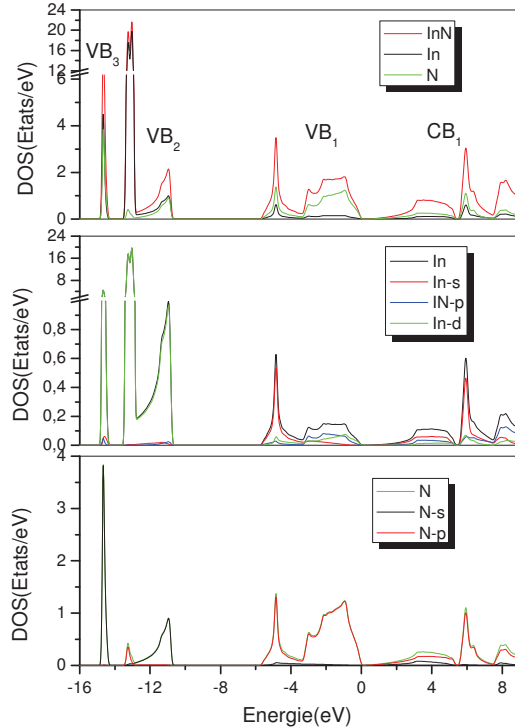 24
20
16
12
4
2
0
DOS(Etats/eV)
VB3
VB2
VB1
CB1
InN
In
N
24
16
8
0,8
0,6
0,4
0,2
0,0
DOS(Etats/eV)
In
In-s
IN-p
In-d
4
3
2
1
0
DOS(Etats/eV)
N
N-s
N-p
-16 -12 -8 -4 0 4 8
Energie(eV)